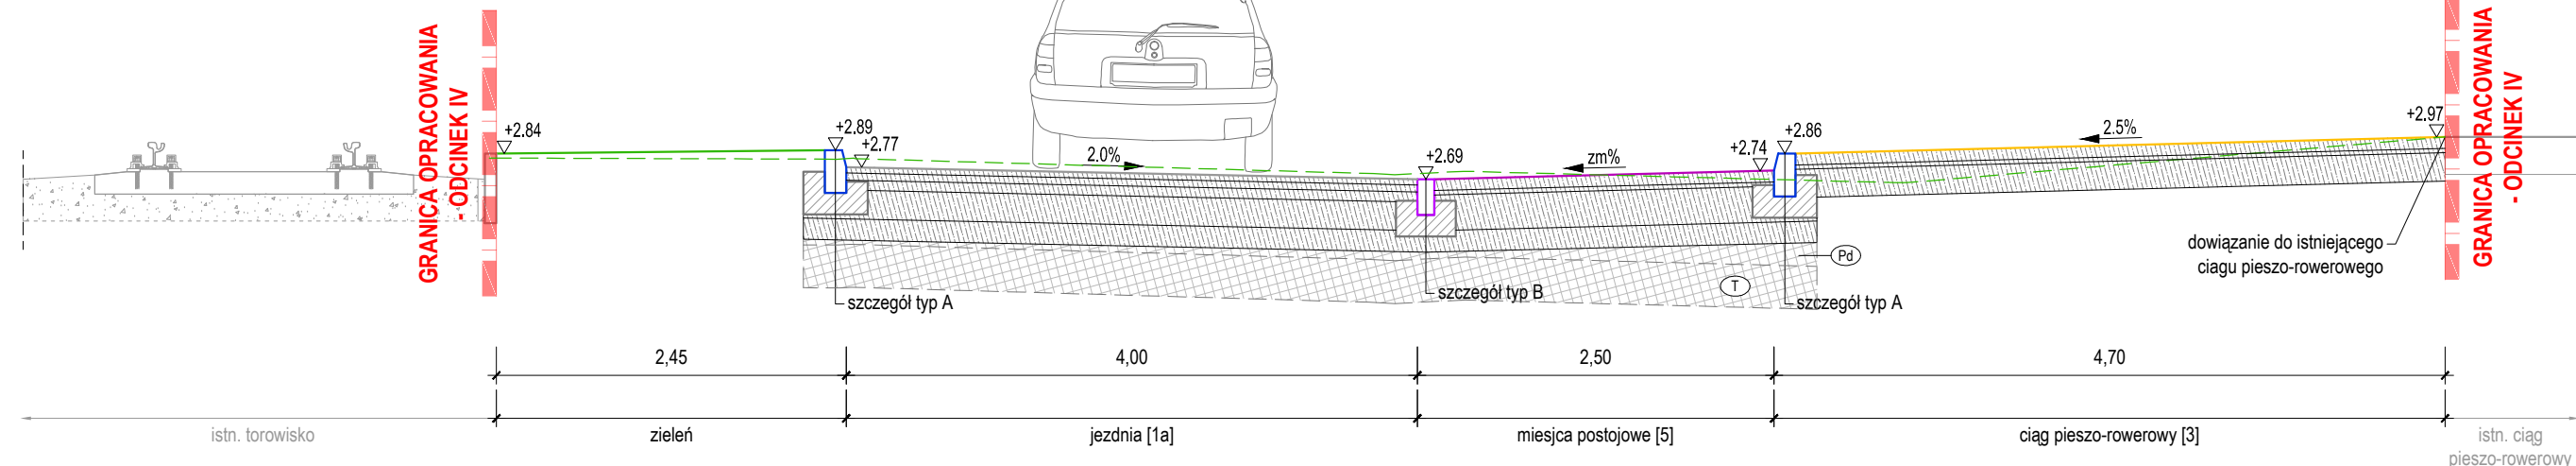 GRANICA OPRACOWANIA
- ODCINEK IV
+2.84
+2.89
+2.77
2.0%
+2.69
zm%
+2.74
+2.86
2.5%
+2.97
GRANICA OPRACOWANIA
- ODCINEK IV
dowiązanie do istniejącego
ciagu pieszo-rowerowego
Pd
T
szczegół typ A
szczegół typ B
szczegół typ A
2,45
4,00
2,50
4,70
istn. torowisko
zieleń
jezdnia [1a]
miesjca postojowe [5]
ciąg pieszo-rowerowy [3]
istn. ciąg
pieszo-rowerowy